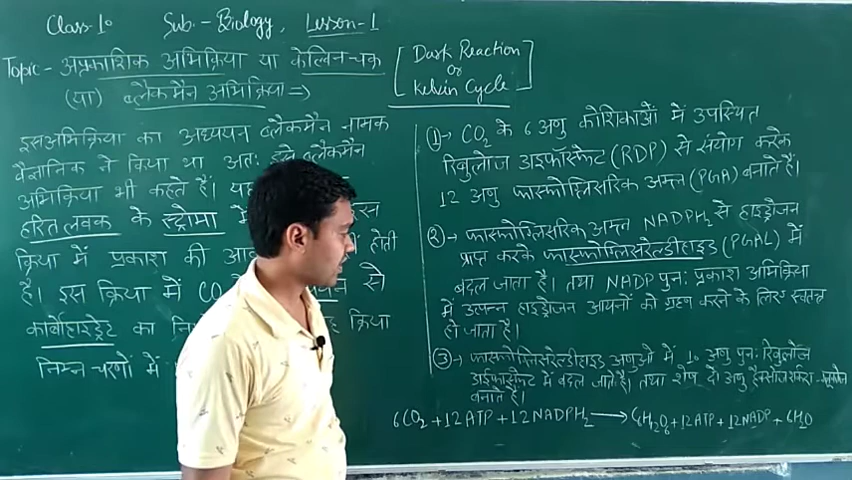 Class-10 Sub.-Biology, Lesson-1
Topic- अप्रकाशिक अभिक्रिया या केल्विन-चक्र [Dark Reaction or Kelvin Cycle]
(या) ब्लैकमैन अभिक्रिया ⇒
इस अभिक्रिया का अध्ययन ब्लैकमैन नामक
वैज्ञानिक ने किया था अतः इसे ब्लैकमैन
अभिक्रिया भी कहते हैं। यह
हरित लवक के स्ट्रोमा में इस
क्रिया में प्रकाश की होती
है। इस क्रिया में CO से
कार्बोहाइड्रेट का क्रिया
निम्न चरणों में
①→ CO₂ के 6 अणु कोशिकाओं में उपस्थित
रिबुलोज डाइफॉस्फेट (RDP) से संयोग करके
12 अणु फास्फोग्लिसरिक अम्ल (PGA) बनाते हैं।
②→ फास्फोग्लिसरिक अम्ल NADPH₂ से हाइड्रोजन
प्राप्त करके फास्फोग्लिसरेल्डीहाइड (PGAL) में
बदल जाता है। तथा NADP पुनः प्रकाश अभिक्रिया
में उत्पन्न हाइड्रोजन आयनों को ग्रहण करने के लिए स्वतंत्र
हो जाता है।
③→ फास्फोग्लिसरेल्डीहाइड अणुओं में 10 अणु पुनः रिबुलोज
डाईफास्फेट में बदल जाते हैं। तथा शेष दो अणु हैक्सोज शर्करा
बनाते हैं।
6CO₂ + 12ATP + 12NADPH₂ → C₆H₁₂O₆ + 12ATP + 12NADP + 6H₂O